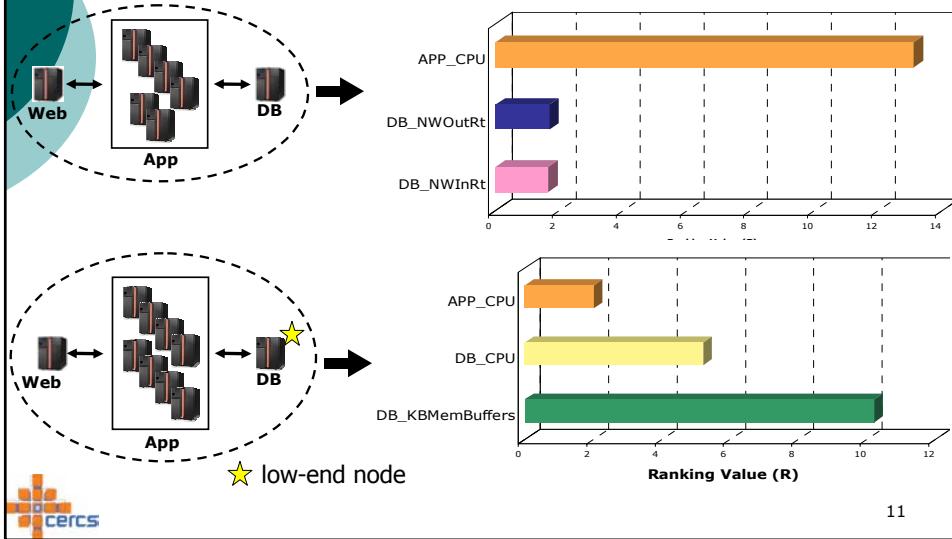 Web
App
DB
APP_CPU
DB_NWOutRt
DB_NWInRt
0 2 4 6 8 10 12 14
Web
App
DB
APP_CPU
DB_CPU
DB_KBMemBuffers
0 2 4 6 8 10 12
Ranking Value (R)
low-end node
cercs
11